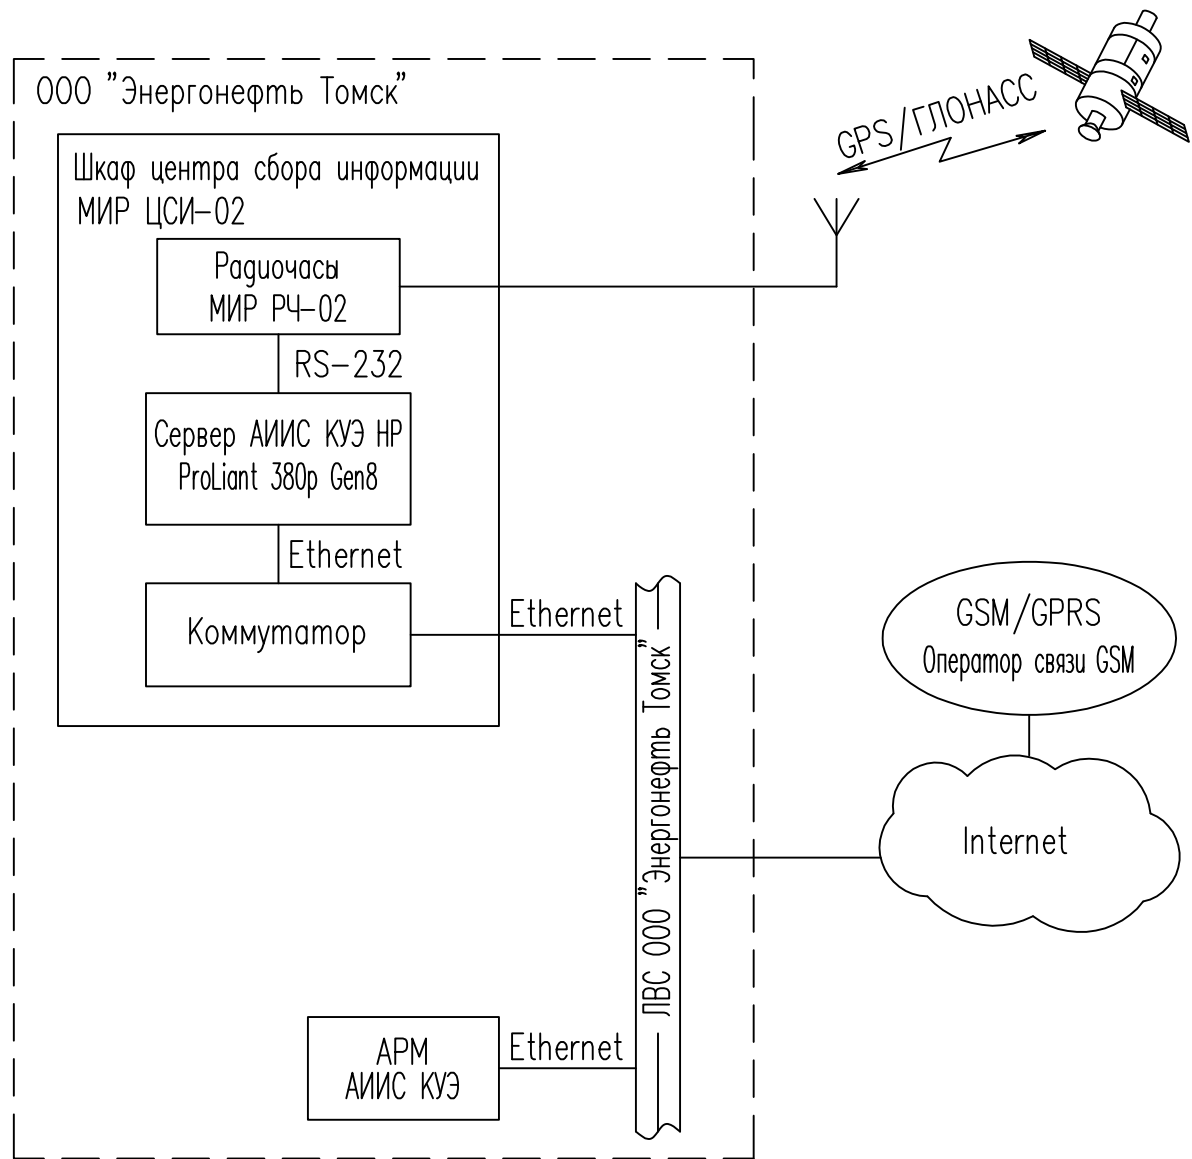 ООО "Энергонефть Томск"
GPS/ГЛОНАСС
Шкаф центра сбора информации
МИР ЦСИ-02
Радиочасы
МИР РЧ-02
RS-232
Сервер АИИС КУЭ HP
ProLiant 380p Gen8
Ethernet
Коммутатор
Ethernet
ЛВС ООО "Энергонефть Томск"
GSM/GPRS
Оператор связи GSM
Internet
АРМ
АИИС КУЭ
Ethernet